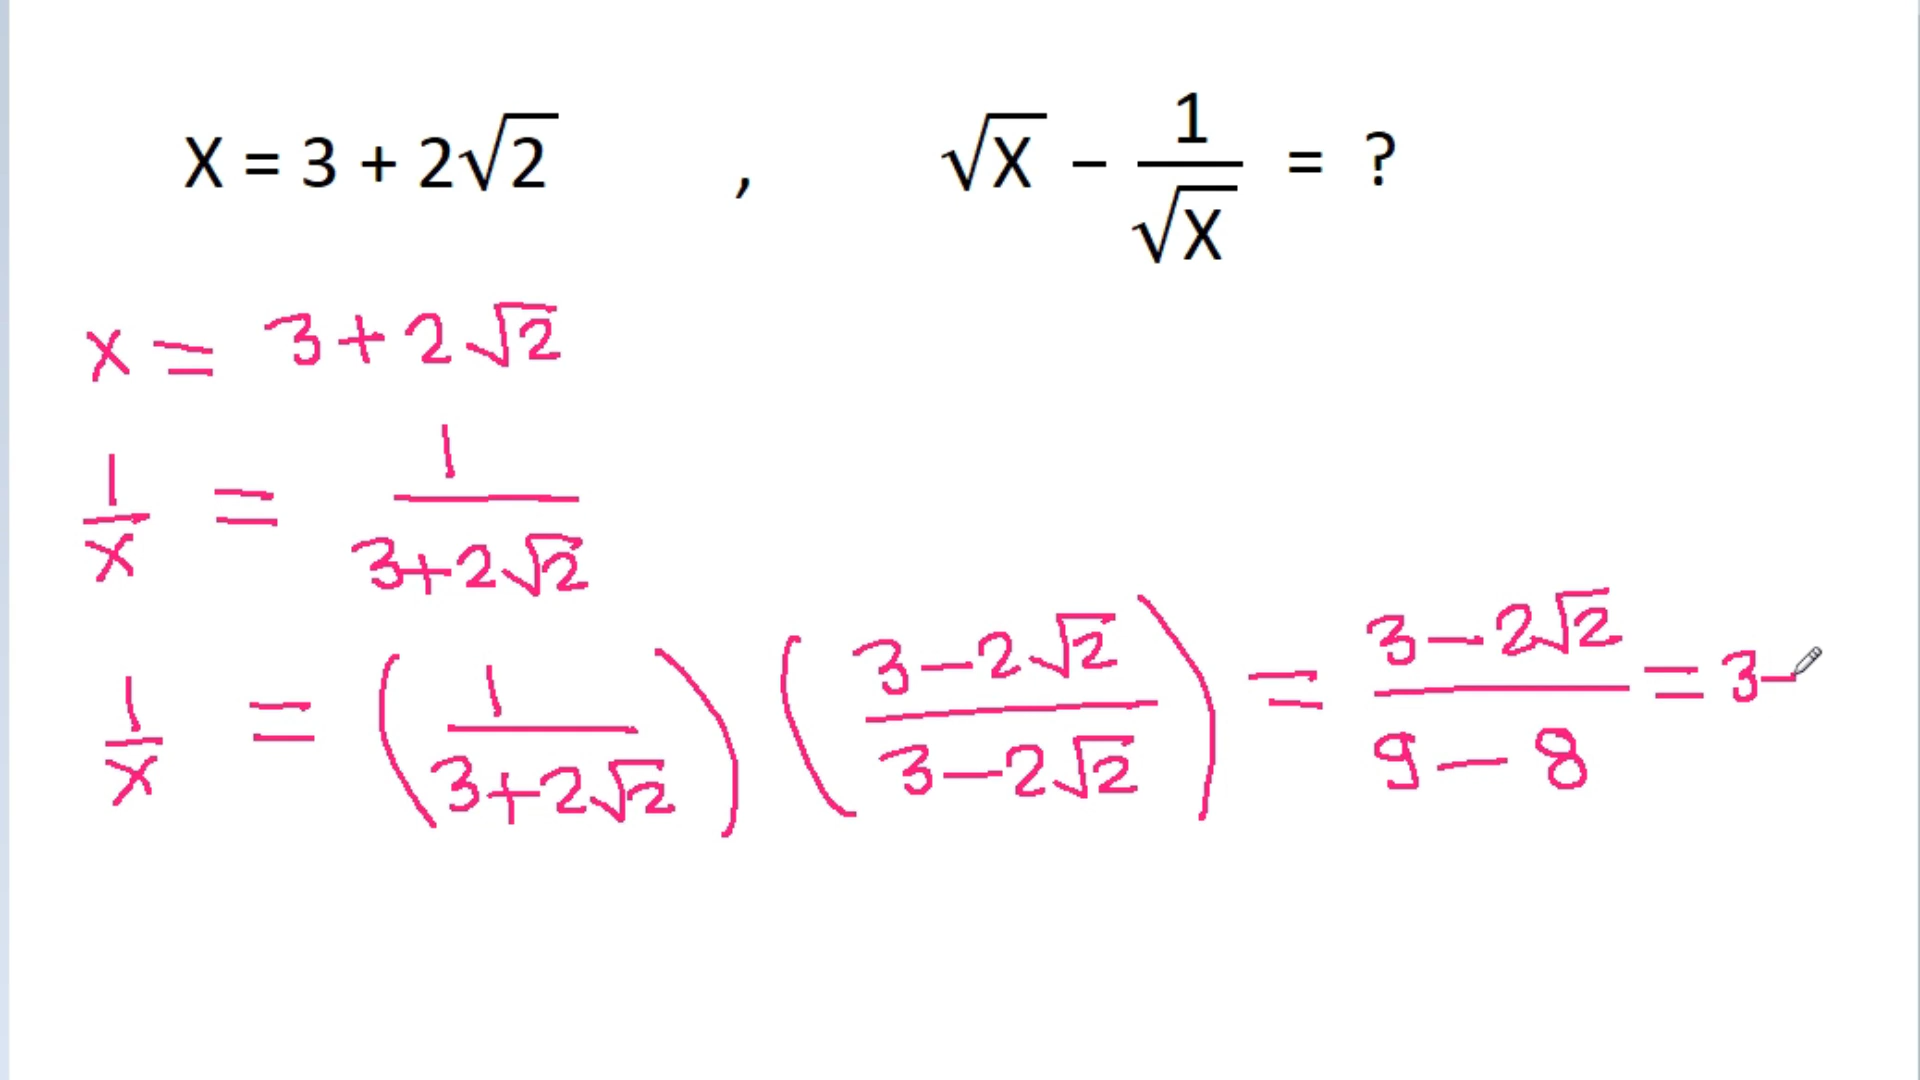 X = 3 + 2√2 , √X − 1/√X = ?
x = 3+2√2
1/x = 1/(3+2√2)
1/x = (1/(3+2√2)) ((3−2√2)/(3−2√2)) = (3−2√2)/(9−8) = 3−